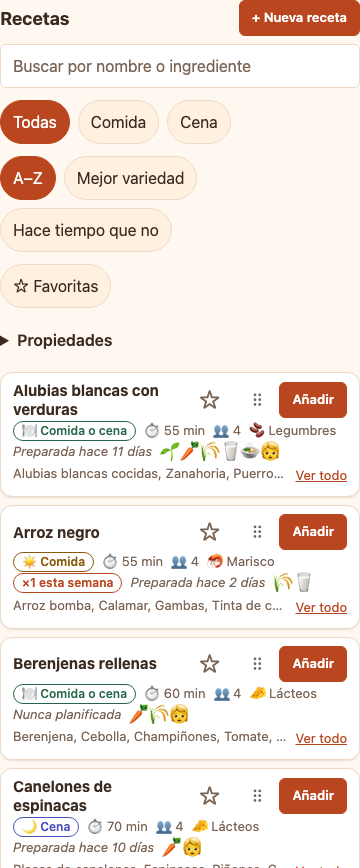 Recetas
+ Nueva receta
Buscar por nombre o ingrediente
Todas
Comida
Cena
A–Z
Mejor variedad
Hace tiempo que no
☆ Favoritas
▶ Propiedades
Alubias blancas con verduras
Añadir
🍽️ Comida o cena ⏱️ 55 min 👥 4 🫘 Legumbres
Preparada hace 11 días 🌱🥕🌾🥛🍲🧒
Alubias blancas cocidas, Zanahoria, Puerro... Ver todo
Arroz negro
Añadir
☀️ Comida ⏱️ 55 min 👥 4 🦐 Marisco
×1 esta semana Preparada hace 2 días 🌾🥛
Arroz bomba, Calamar, Gambas, Tinta de c... Ver todo
Berenjenas rellenas
Añadir
🍽️ Comida o cena ⏱️ 60 min 👥 4 🧀 Lácteos
Nunca planificada 🥕🌾🧒
Berenjena, Cebolla, Champiñones, Tomate, ... Ver todo
Canelones de espinacas
Añadir
🌙 Cena ⏱️ 70 min 👥 4 🧀 Lácteos
Preparada hace 10 días 🥕🧒